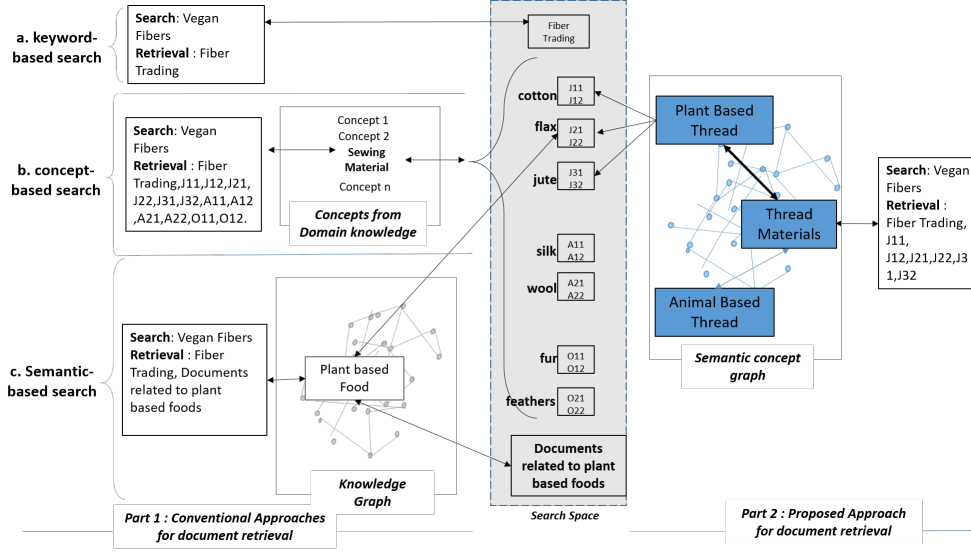 a. keyword-
based search
Search: Vegan
Fibers
Retrieval : Fiber
Trading
b. concept-
based search
Search: Vegan
Fibers
Retrieval : Fiber
Trading,J11,J12,J21,
J22,J31,J32,A11,A12
,A21,A22,O11,O12.
Concept 1
Concept 2
Sewing
Material
Concept n
Concepts from
Domain knowledge
c. Semantic-
based search
Search: Vegan Fibers
Retrieval : Fiber
Trading, Documents
related to plant
based foods
Plant based
Food
Knowledge
Graph
Part 1 : Conventional Approaches
for document retrieval
Fiber
Trading
cotton
J11
J12
flax
J21
J22
jute
J31
J32
silk
A11
A12
wool
A21
A22
fur
O11
O12
feathers
O21
O22
Documents
related to plant
based foods
Search Space
Plant Based
Thread
Thread
Materials
Animal Based
Thread
Semantic concept
graph
Search: Vegan
Fibers
Retrieval :
Fiber Trading,
J11,
J12,J21,J22,J3
1,J32
Part 2 : Proposed Approach
for document retrieval